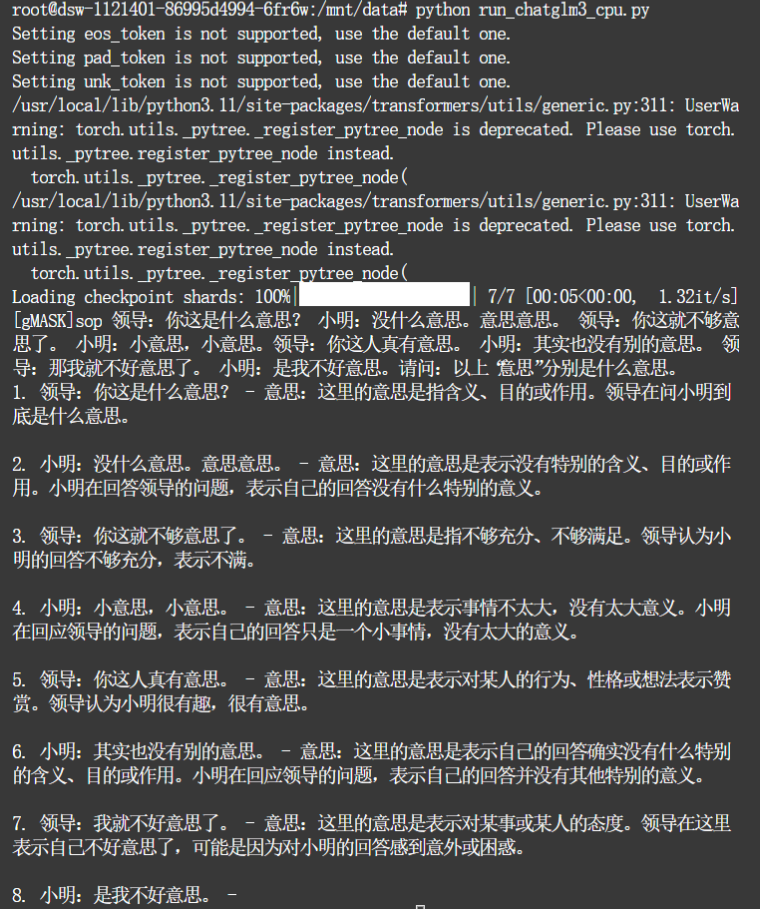 root@dsw-1121401-86995d4994-6fr6w:/mnt/data# python run_chatglm3_cpu.py
Setting eos_token is not supported, use the default one.
Setting pad_token is not supported, use the default one.
Setting unk_token is not supported, use the default one.
/usr/local/lib/python3.11/site-packages/transformers/utils/generic.py:311: UserWa
rning: torch.utils._pytree._register_pytree_node is deprecated. Please use torch.
utils._pytree.register_pytree_node instead.
  torch.utils._pytree._register_pytree_node(
/usr/local/lib/python3.11/site-packages/transformers/utils/generic.py:311: UserWa
rning: torch.utils._pytree._register_pytree_node is deprecated. Please use torch.
utils._pytree.register_pytree_node instead.
  torch.utils._pytree._register_pytree_node(
Loading checkpoint shards: 100%|██████████| 7/7 [00:05<00:00,  1.32it/s]
[gMASK]sop 领导：你这是什么意思？ 小明：没什么意思。意思意思。 领导：你这就不够意
思了。 小明：小意思，小意思。领导：你这人真有意思。 小明：其实也没有别的意思。 领
导：那我就不好意思了。 小明：是我不好意思。请问：以上“意思”分别是什么意思。
1. 领导：你这是什么意思？ - 意思：这里的意思是指含义、目的或作用。领导在问小明到
底是什么意思。
2. 小明：没什么意思。意思意思。 - 意思：这里的意思是表示没有特别的含义、目的或作
用。小明在回答领导的问题，表示自己的回答没有什么特别的意义。
3. 领导：你这就不够意思了。 - 意思：这里的意思是指不够充分、不够满足。领导认为小
明的回答不够充分，表示不满。
4. 小明：小意思，小意思。 - 意思：这里的意思是表示事情不太大，没有太大意义。小明
在回应领导的问题，表示自己的回答只是一个小事情，没有太大的意义。
5. 领导：你这人真有意思。 - 意思：这里的意思是表示对某人的行为、性格或想法表示赞
赏。领导认为小明很有趣，很有意思。
6. 小明：其实也没有别的意思。 - 意思：这里的意思是表示自己的回答确实没有什么特别
的含义、目的或作用。小明在回应领导的问题，表示自己的回答并没有其他特别的意义。
7. 领导：我就不好意思了。 - 意思：这里的意思是表示对某事或某人的态度。领导在这里
表示自己不好意思了，可能是因为对小明的回答感到意外或困惑。
8. 小明：是我不好意思。 -